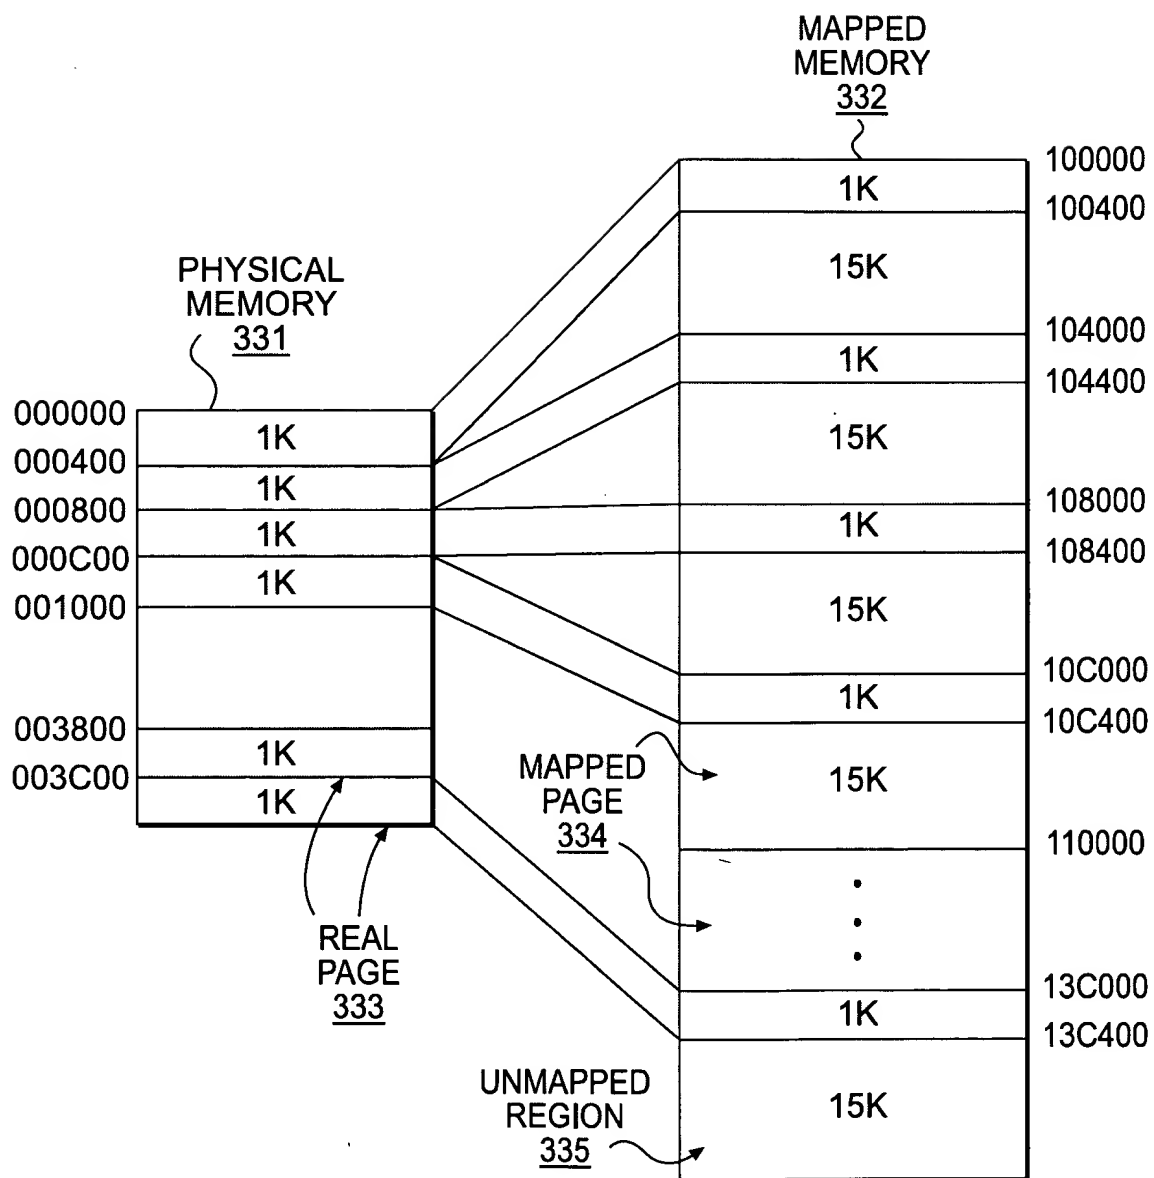 MAPPED
MEMORY
332
100000
1K
100400
15K
104000
1K
104400
15K
108000
1K
108400
15K
10C000
1K
10C400
15K
110000
13C000
1K
13C400
15K
PHYSICAL
MEMORY
331
000000
1K
000400
1K
000800
1K
000C00
1K
001000
003800
1K
003C00
1K
MAPPED
PAGE
334
REAL
PAGE
333
UNMAPPED
REGION
335